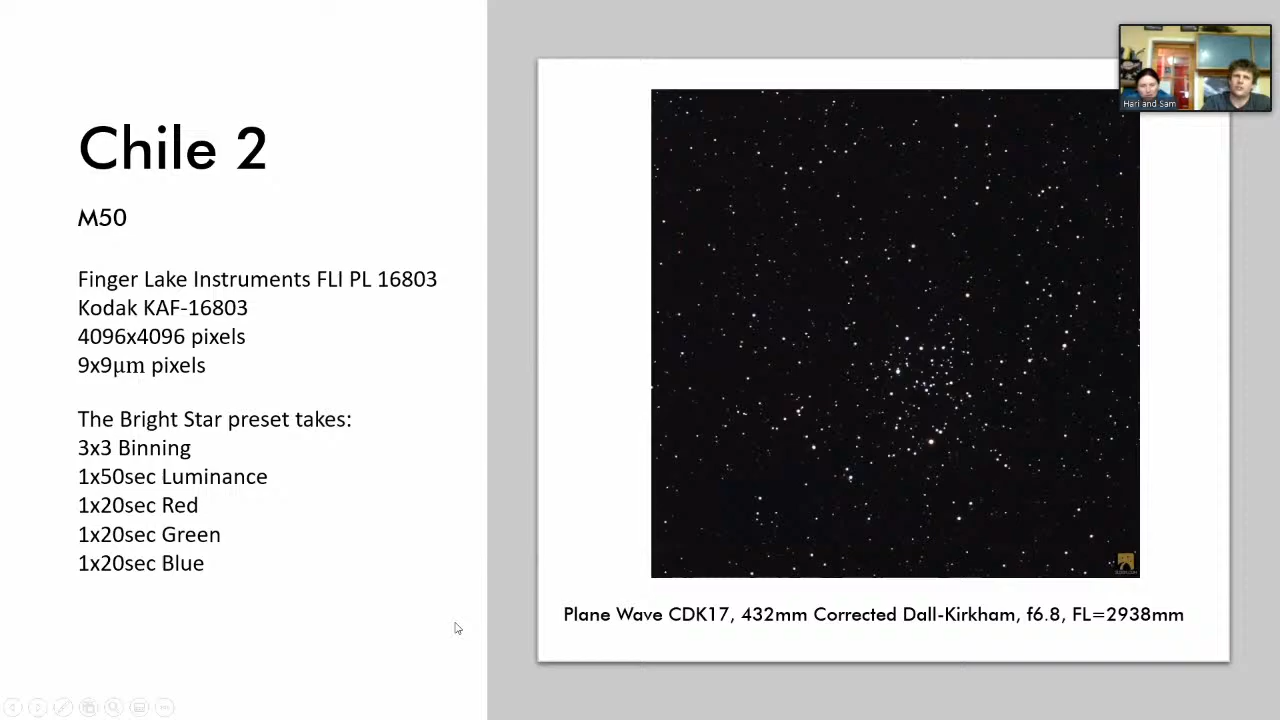 Chile 2
M50
Finger Lake Instruments FLI PL 16803
Kodak KAF-16803
4096x4096 pixels
9x9μm pixels
The Bright Star preset takes:
3x3 Binning
1x50sec Luminance
1x20sec Red
1x20sec Green
1x20sec Blue
Hari and Sam
Plane Wave CDK17, 432mm Corrected Dall-Kirkham, f6.8, FL=2938mm